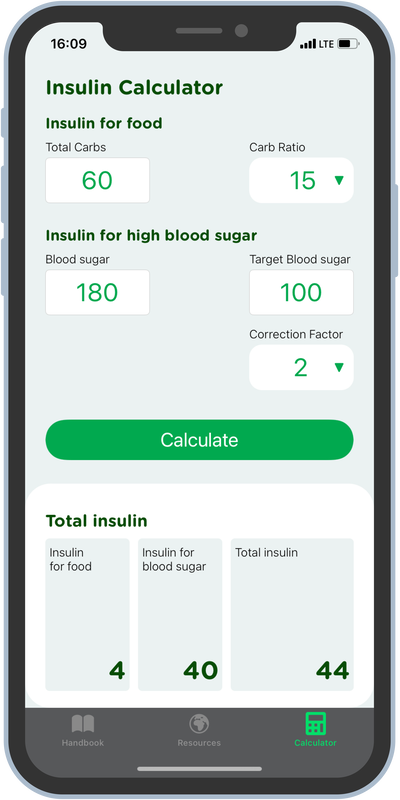 16:09
LTE
Insulin Calculator
Insulin for food
Total Carbs
Carb Ratio
60
15
Insulin for high blood sugar
Blood sugar
Target Blood sugar
180
100
Correction Factor
2
Calculate
Total insulin
Insulin
for food
Insulin for
blood sugar
Total insulin
4
40
44
Handbook
Resources
Calculator